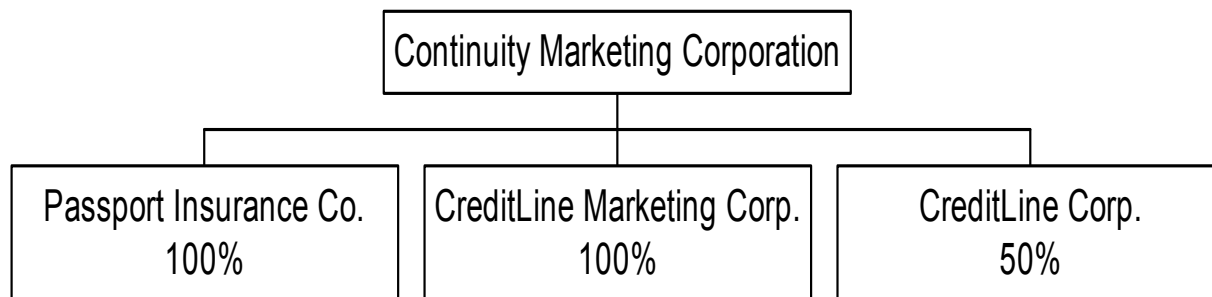 Continuity Marketing Corporation
Passport Insurance Co.
100%
CreditLine Marketing Corp.
100%
CreditLine Corp.
50%